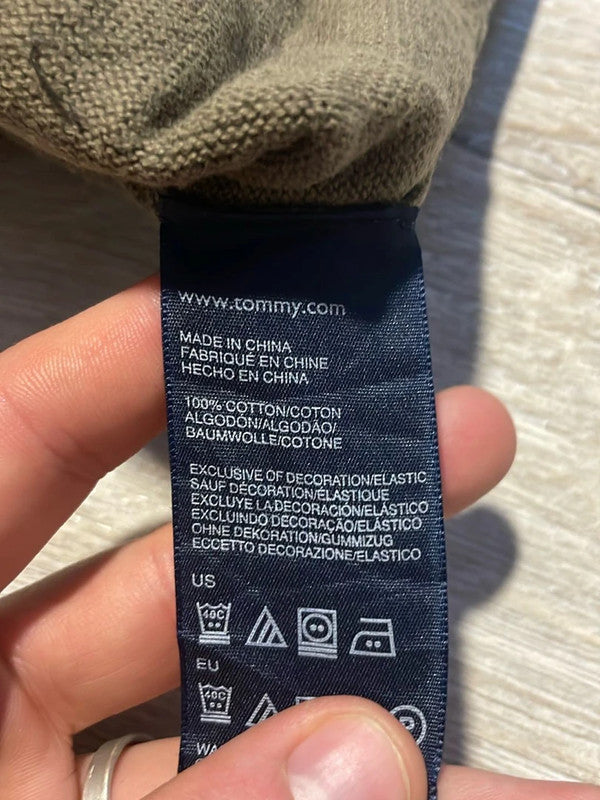 www.tommy.com
MADE IN CHINA
FABRIQUÉ EN CHINE
HECHO EN CHINA
100% COTTON/COTON
ALGODÓN/ALGODÃO/
BAUMWOLLE/COTONE
EXCLUSIVE OF DECORATION/ELASTIC
SAUF DÉCORATION/ÉLASTIQUE
EXCLUYE LA DECORACIÓN/ELÁSTICO
EXCLUINDO DECORAÇÃO/ELÁSTICO
OHNE DEKORATION/GUMMIZUG
ECCETTO DECORAZIONE/ELASTICO
US
40C
EU
40C
P
WA